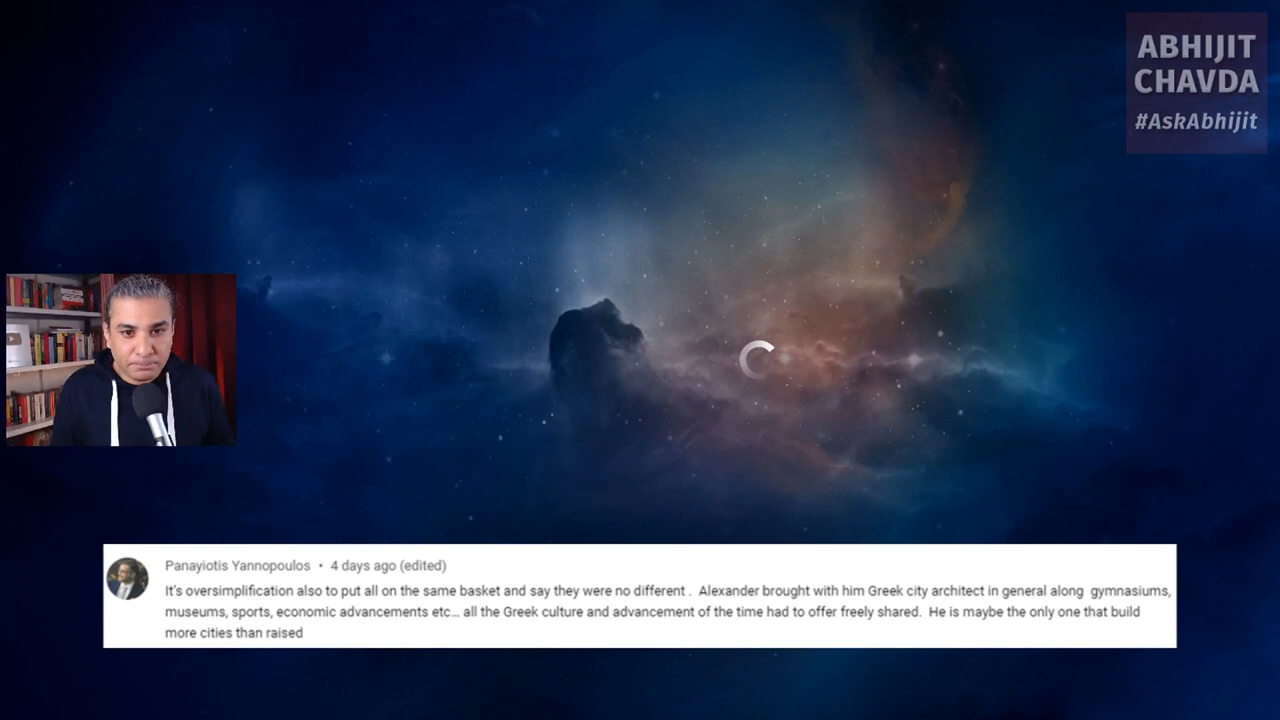 ABHIJIT
CHAVDA
#AskAbhijit
Panayiotis Yannopoulos • 4 days ago (edited)
It's oversimplification also to put all on the same basket and say they were no different . Alexander brought with him Greek city architect in general along gymnasiums,
museums, sports, economic advancements etc... all the Greek culture and advancement of the time had to offer freely shared. He is maybe the only one that build
more cities than raised